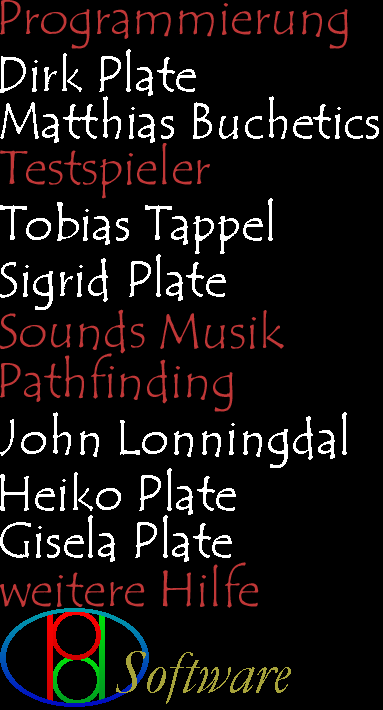 Programmierung
Dirk Plate
Matthias Buchetics
Testspieler
Tobias Tappel
Sigrid Plate
Sounds Musik
Pathfinding
John Lonningdal
Heiko Plate
Gisela Plate
weitere Hilfe
Software